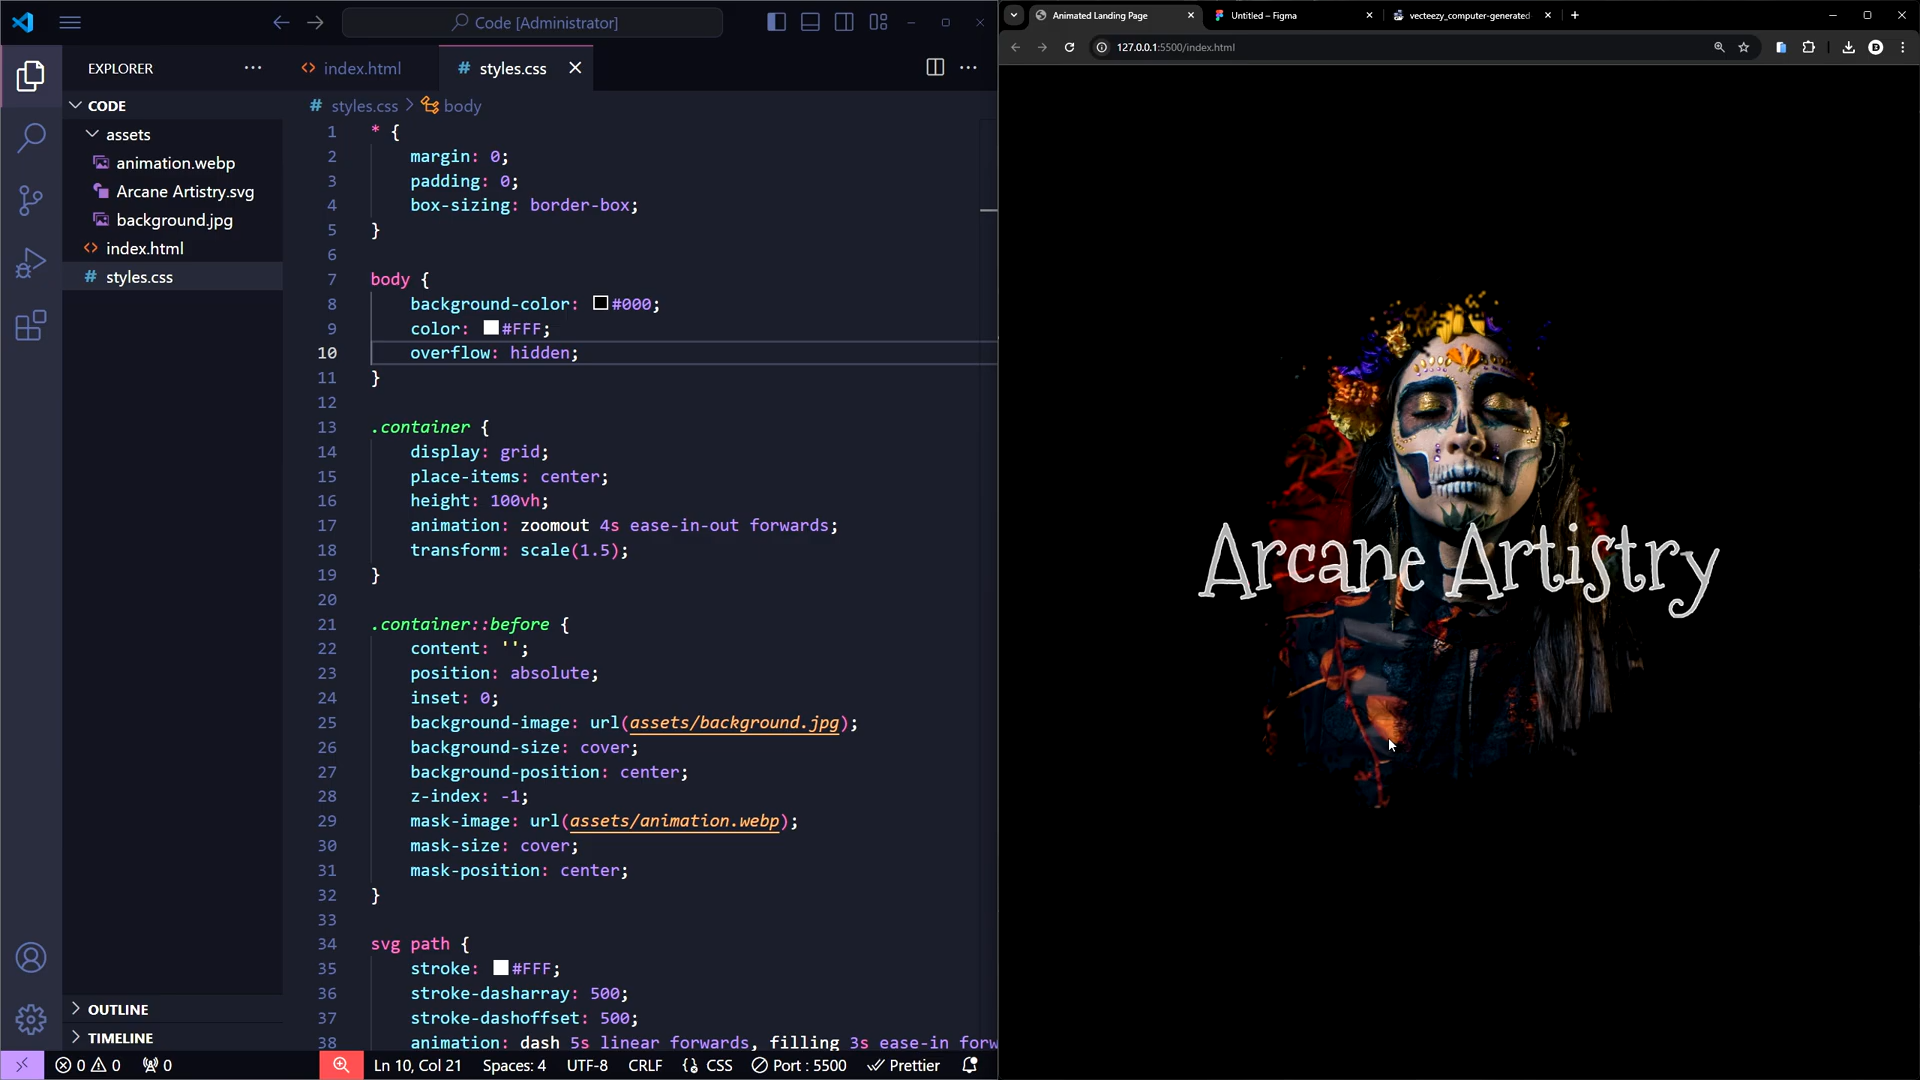 Code [Administrator]
EXPLORER
CODE
assets
animation.webp
Arcane Artistry.svg
background.jpg
index.html
styles.css
OUTLINE
TIMELINE
index.html
styles.css
styles.css > body
1 * {
2 margin: 0;
3 padding: 0;
4 box-sizing: border-box;
5 }
6
7 body {
8 background-color: #000;
9 color: #FFF;
10 overflow: hidden;
11 }
12
13 .container {
14 display: grid;
15 place-items: center;
16 height: 100vh;
17 animation: zoomout 4s ease-in-out forwards;
18 transform: scale(1.5);
19 }
20
21 .container::before {
22 content: '';
23 position: absolute;
24 inset: 0;
25 background-image: url(assets/background.jpg);
26 background-size: cover;
27 background-position: center;
28 z-index: -1;
29 mask-image: url(assets/animation.webp);
30 mask-size: cover;
31 mask-position: center;
32 }
33
34 svg path {
35 stroke: #FFF;
36 stroke-dasharray: 500;
37 stroke-dashoffset: 500;
38 animation: dash 5s linear forwards, filling 3s ease-in forw
0 0 0 Ln 10, Col 21 Spaces: 4 UTF-8 CRLF {} CSS Port : 5500 Prettier
Animated Landing Page
Untitled – Figma
vecteezy_computer-generated
127.0.0.1:5500/index.html
Arcane Artistry